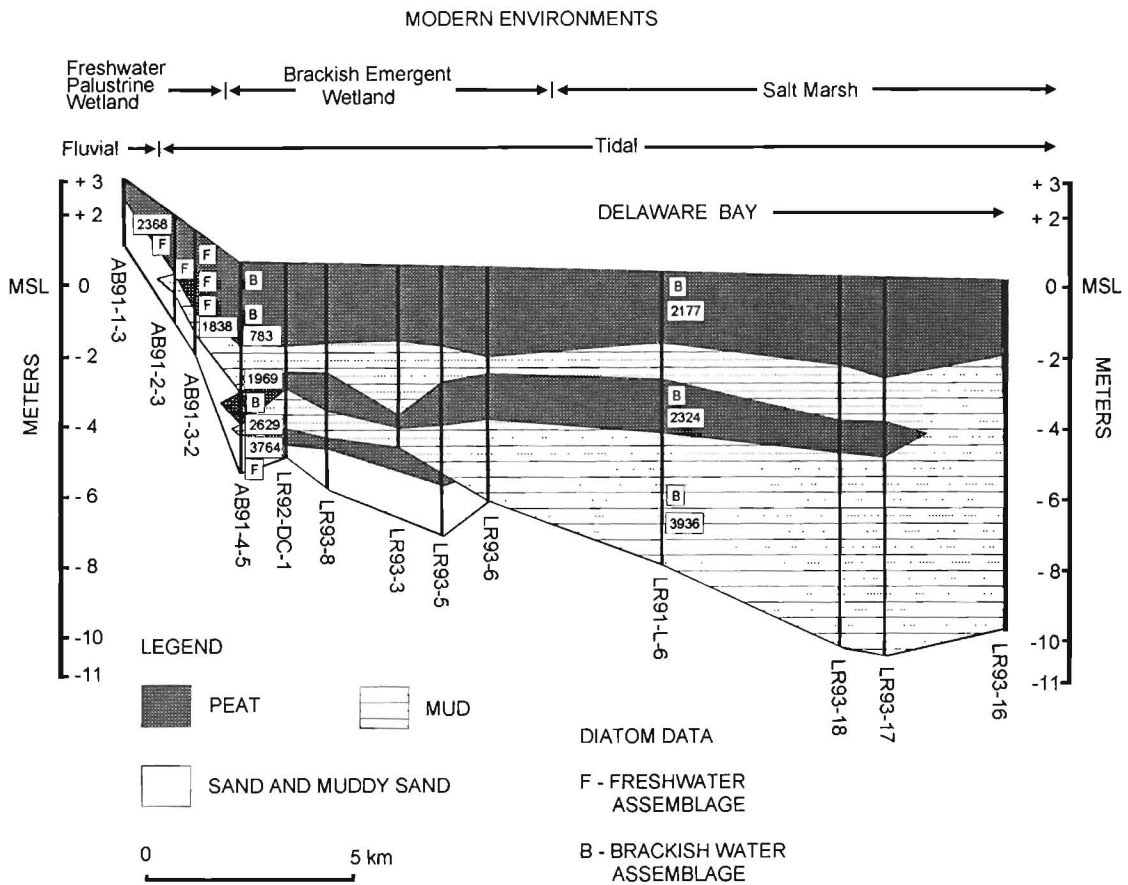 MODERN ENVIRONMENTS
Freshwater
Palustrine
Wetland
Brackish Emergent
Wetland
Salt Marsh
Fluvial
Tidal
+ 3
+ 2
MSL 0
- 2
- 4
- 6
- 8
- 10
- 11
METERS
DELAWARE BAY
+ 3
+ 2
0 MSL
- 2
- 4
- 6
- 8
-10
-11
METERS
2368
F
F
F
F
F
1838
B
B
783
1969
B
2629
3764
F
B
2177
B
2324
B
3936
AB91-1-3
AB91-2-3
AB91-3-2
AB91-4-5
LR92-DC-1
LR93-8
LR93-3
LR93-5
LR93-6
LR91-L-6
LR93-18
LR93-17
LR93-16
LEGEND
PEAT
MUD
SAND AND MUDDY SAND
DIATOM DATA
F - FRESHWATER
ASSEMBLAGE
B - BRACKISH WATER
ASSEMBLAGE
0 5 km